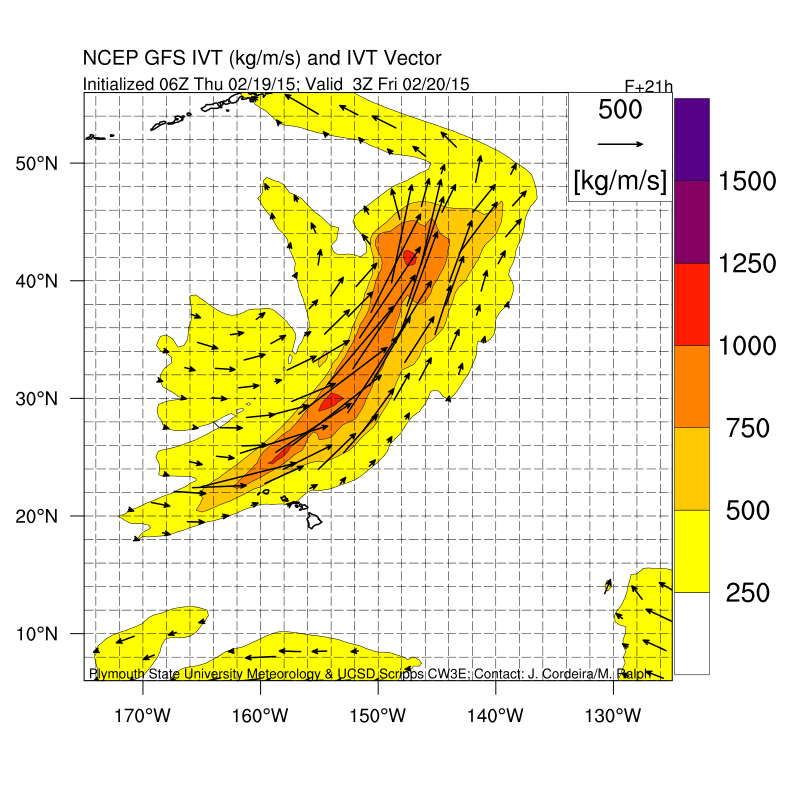 NCEP GFS IVT (kg/m/s) and IVT Vector
Initialized 06Z Thu 02/19/15; Valid  3Z Fri 02/20/15
F+21h
500
[kg/m/s]
50°N
40°N
30°N
20°N
10°N
1500
1250
1000
750
500
250
Plymouth State University Meteorology & UCSD Scripps CW3E; Contact: J. Cordeira/M. Ralph
170°W 160°W 150°W 140°W 130°W